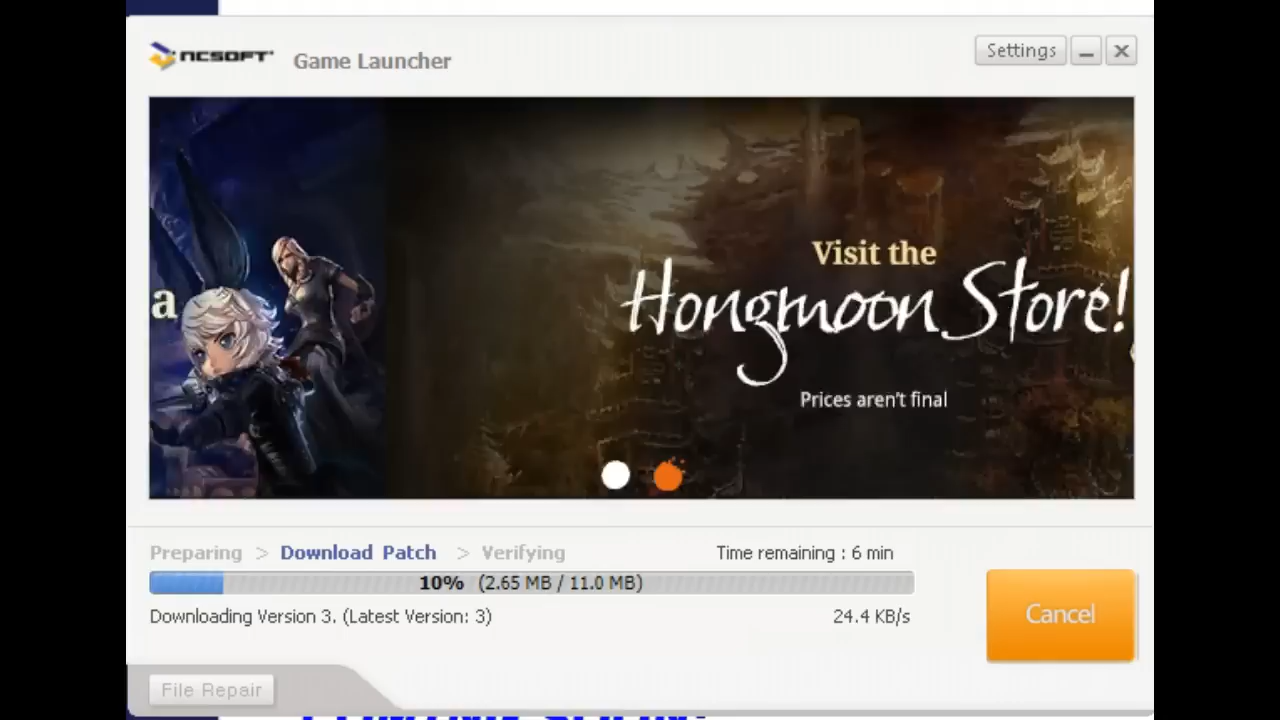 NCSOFT Game Launcher
Settings
a
Visit the
Hongmoon Store!
Prices aren't final
Preparing > Download Patch > Verifying
Time remaining : 6 min
10% (2.65 MB / 11.0 MB)
Downloading Version 3. (Latest Version: 3)
24.4 KB/s
Cancel
File Repair